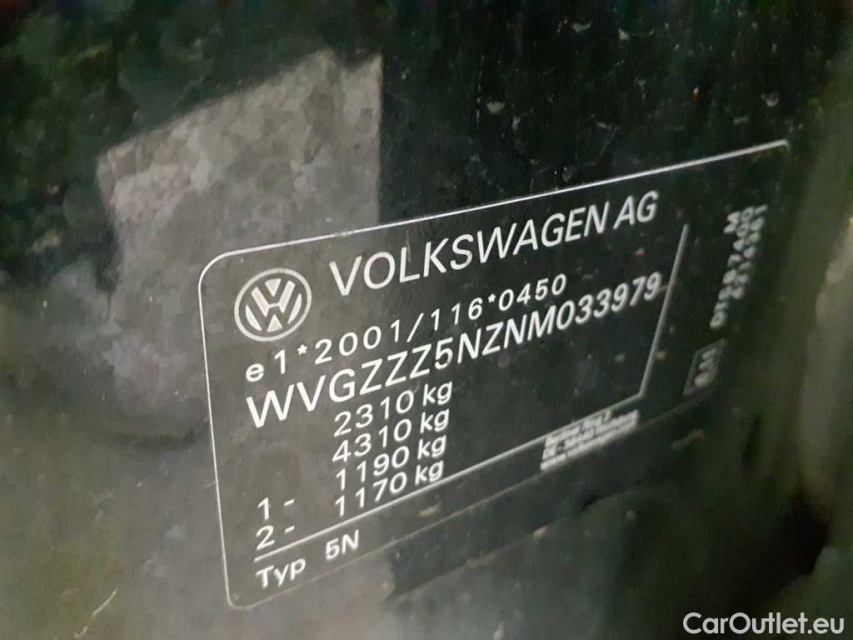 VOLKSWAGEN AG
e1*2001/116*0450
WVGZZZ5NZNM033979
2310 kg
4310 kg
1 - 1190 kg
2 - 1170 kg
Typ 5N
CarOutlet.eu